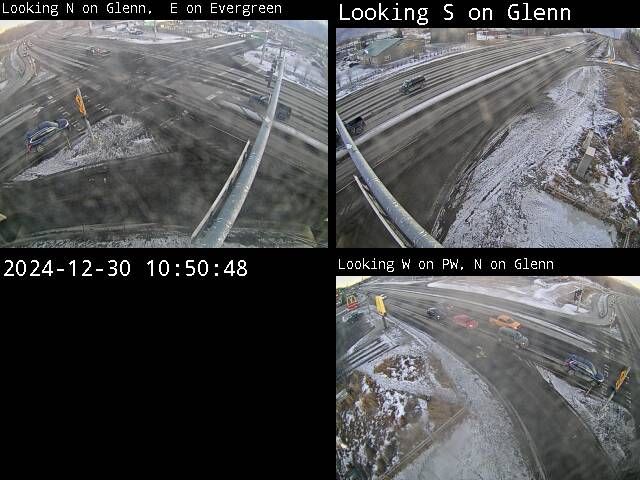 Looking N on Glenn,  E on Evergreen
Looking S on Glenn
2024-12-30 10:50:48
Looking W on PW, N on Glenn